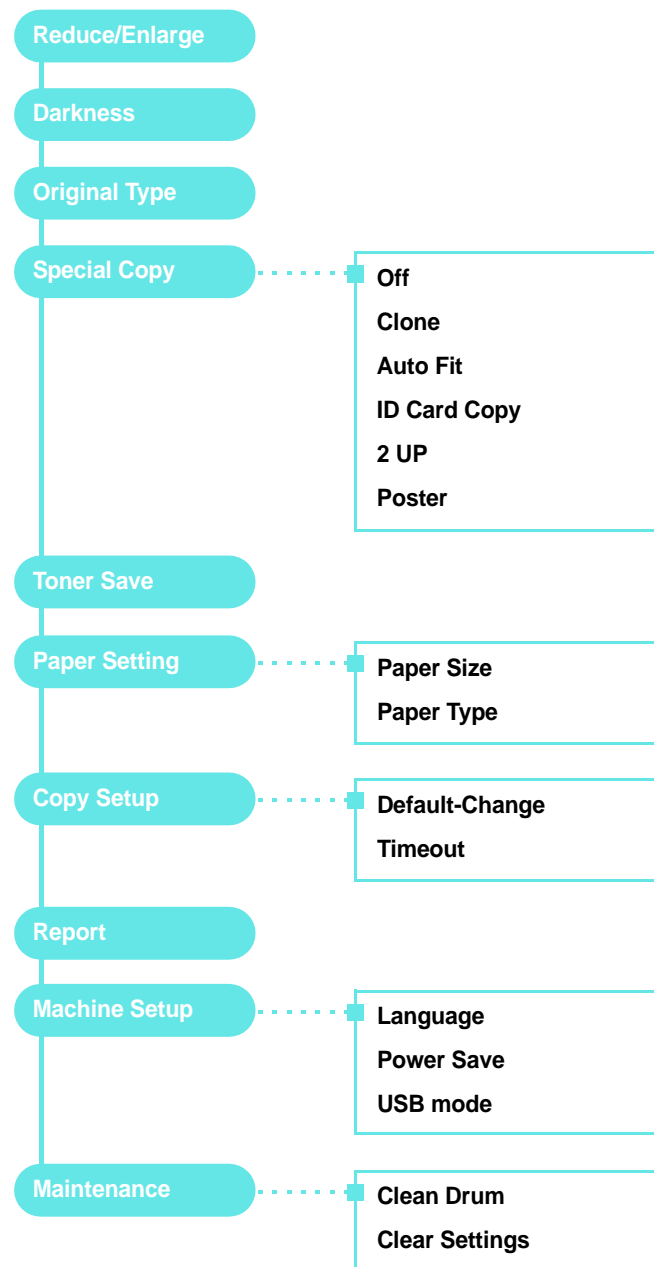 Reduce/Enlarge
Darkness
Original Type
Special Copy
Off
Clone
Auto Fit
ID Card Copy
2 UP
Poster
Toner Save
Paper Setting
Paper Size
Paper Type
Copy Setup
Default-Change
Timeout
Report
Machine Setup
Language
Power Save
USB mode
Maintenance
Clean Drum
Clear Settings